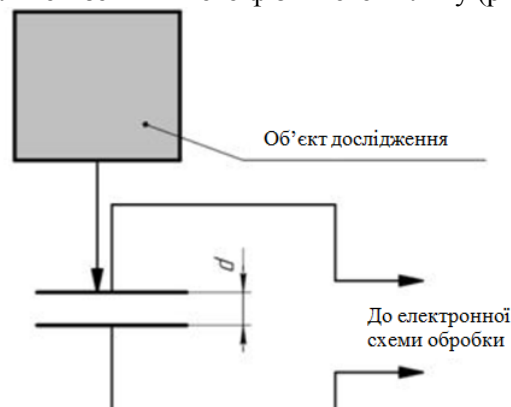 Об’єкт дослідження
d
До електронної
схеми обробки